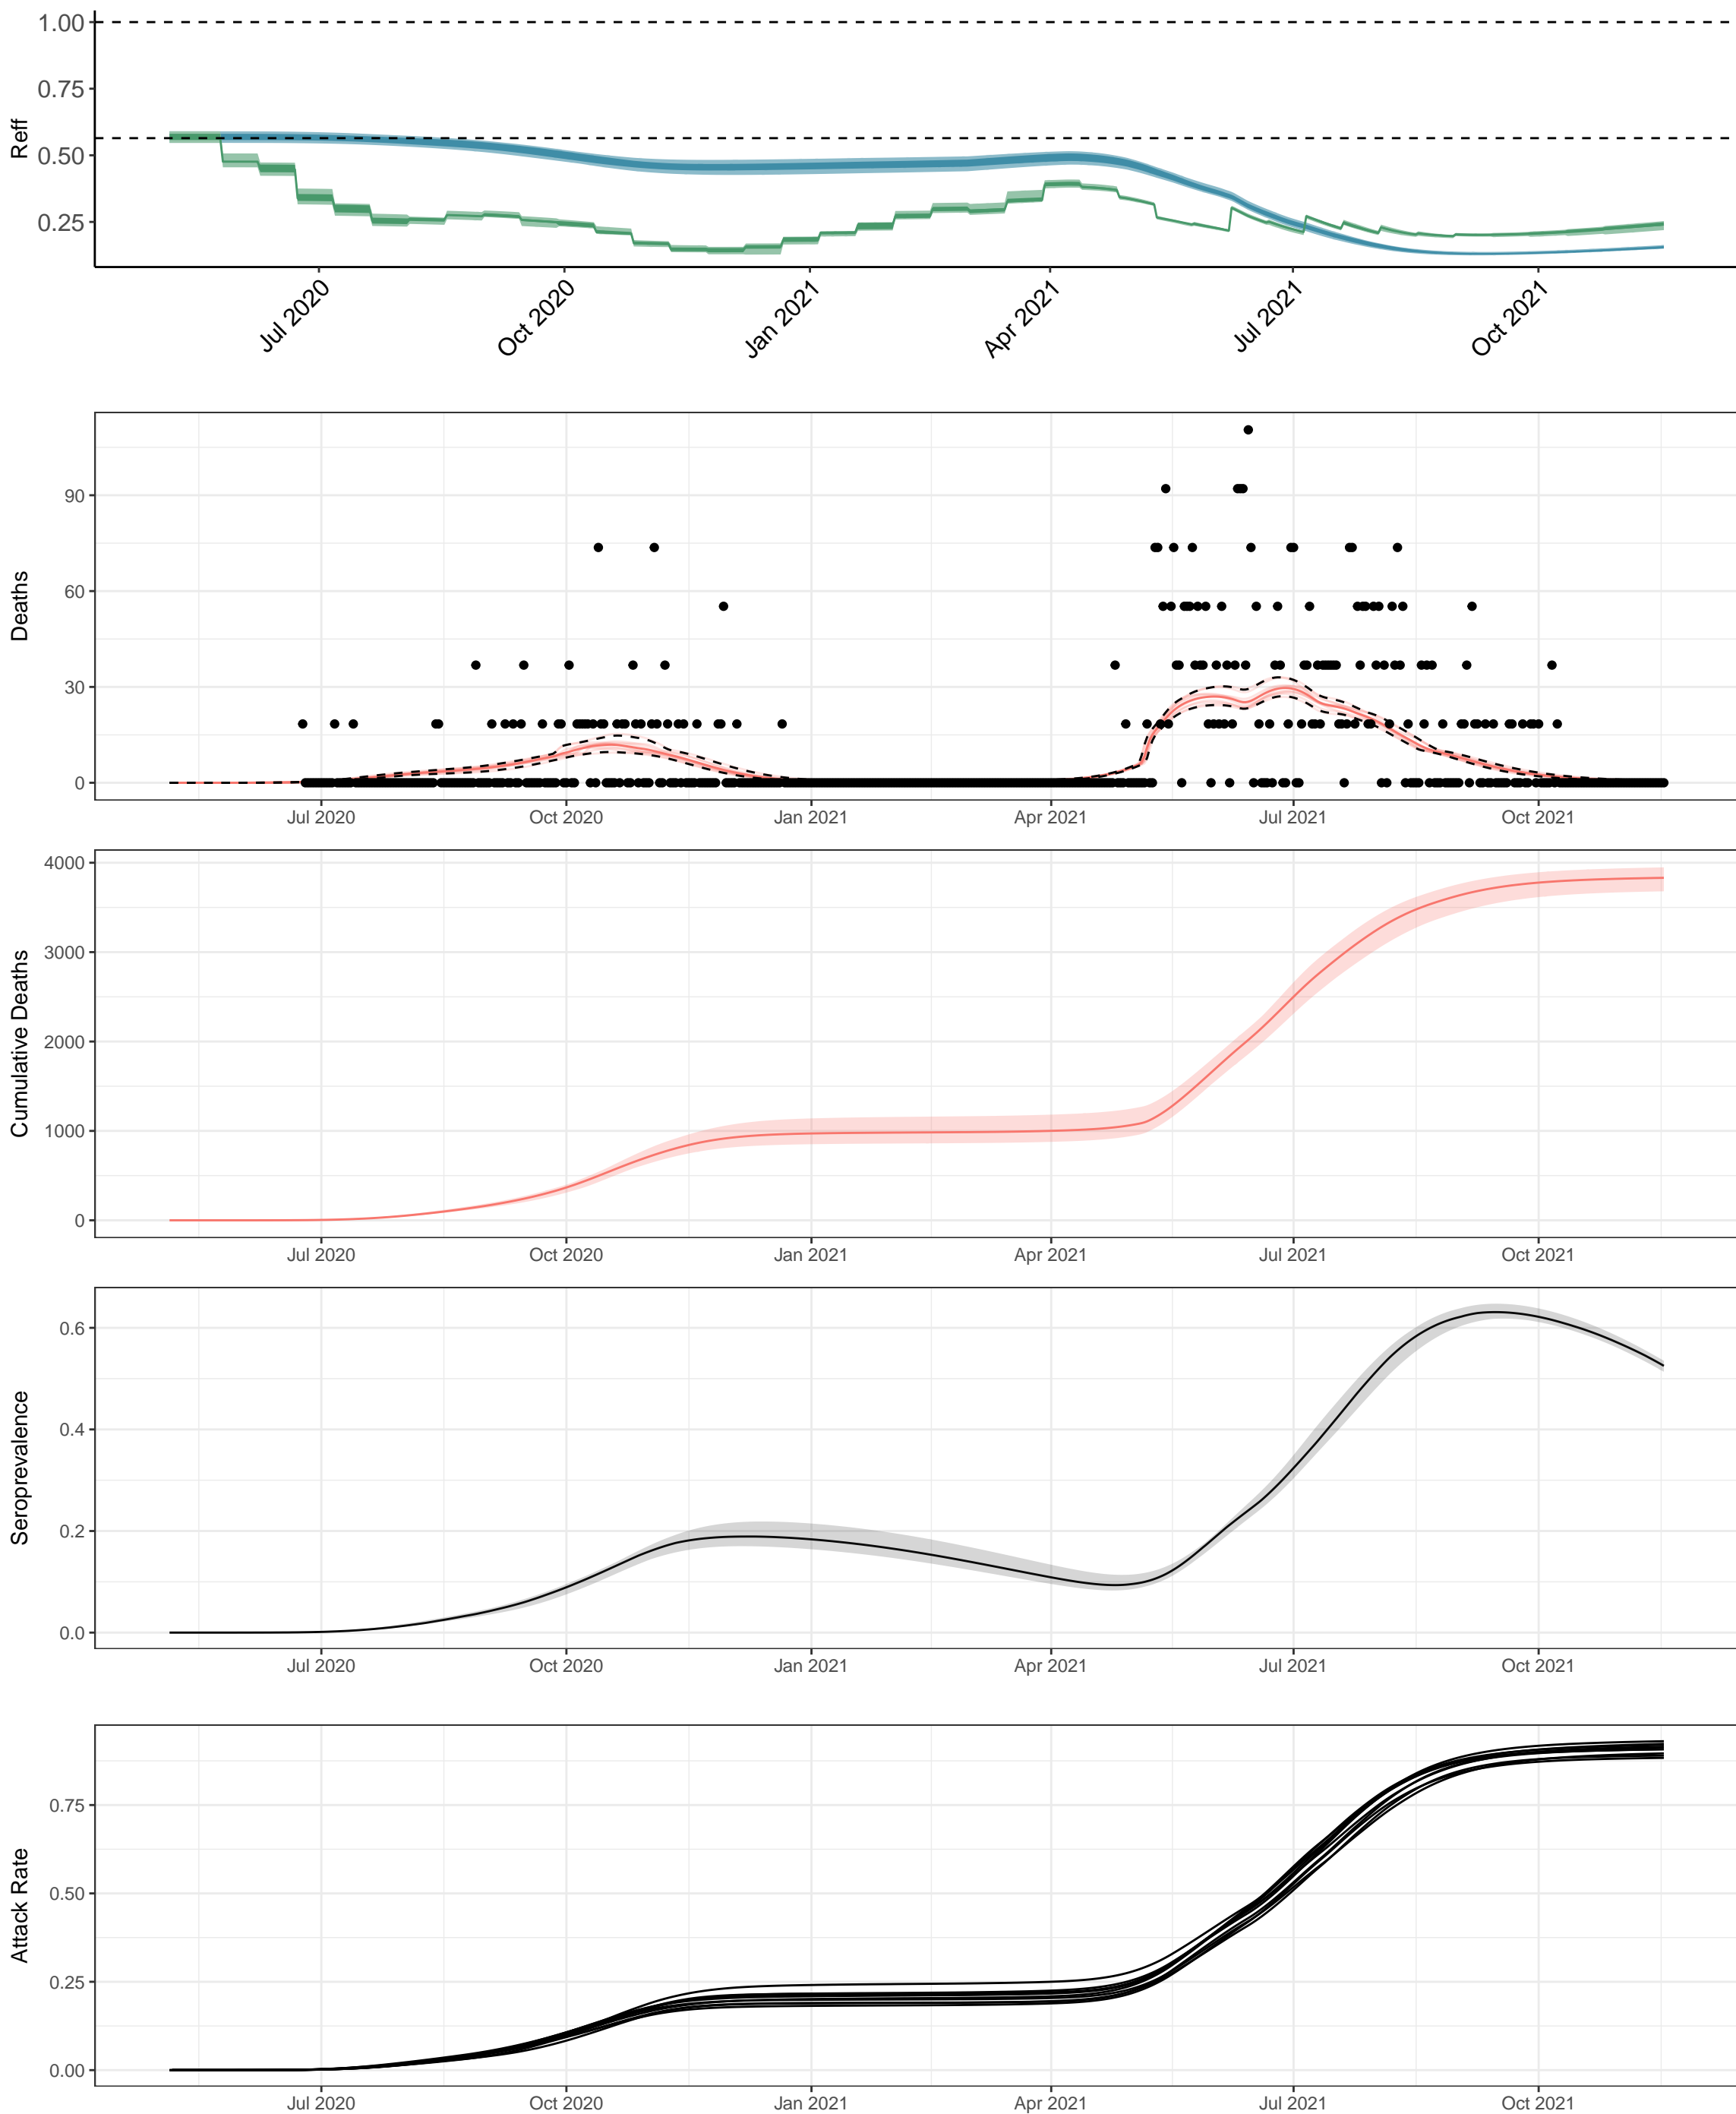 Reff
1.00
0.75
0.50
0.25
Jul 2020
Oct 2020
Jan 2021
Apr 2021
Jul 2021
Oct 2021
Deaths
90
60
30
0
Jul 2020
Oct 2020
Jan 2021
Apr 2021
Jul 2021
Oct 2021
Cumulative Deaths
4000
3000
2000
1000
0
Jul 2020
Oct 2020
Jan 2021
Apr 2021
Jul 2021
Oct 2021
Seroprevalence
0.6
0.4
0.2
0.0
Jul 2020
Oct 2020
Jan 2021
Apr 2021
Jul 2021
Oct 2021
Attack Rate
0.75
0.50
0.25
0.00
Jul 2020
Oct 2020
Jan 2021
Apr 2021
Jul 2021
Oct 2021